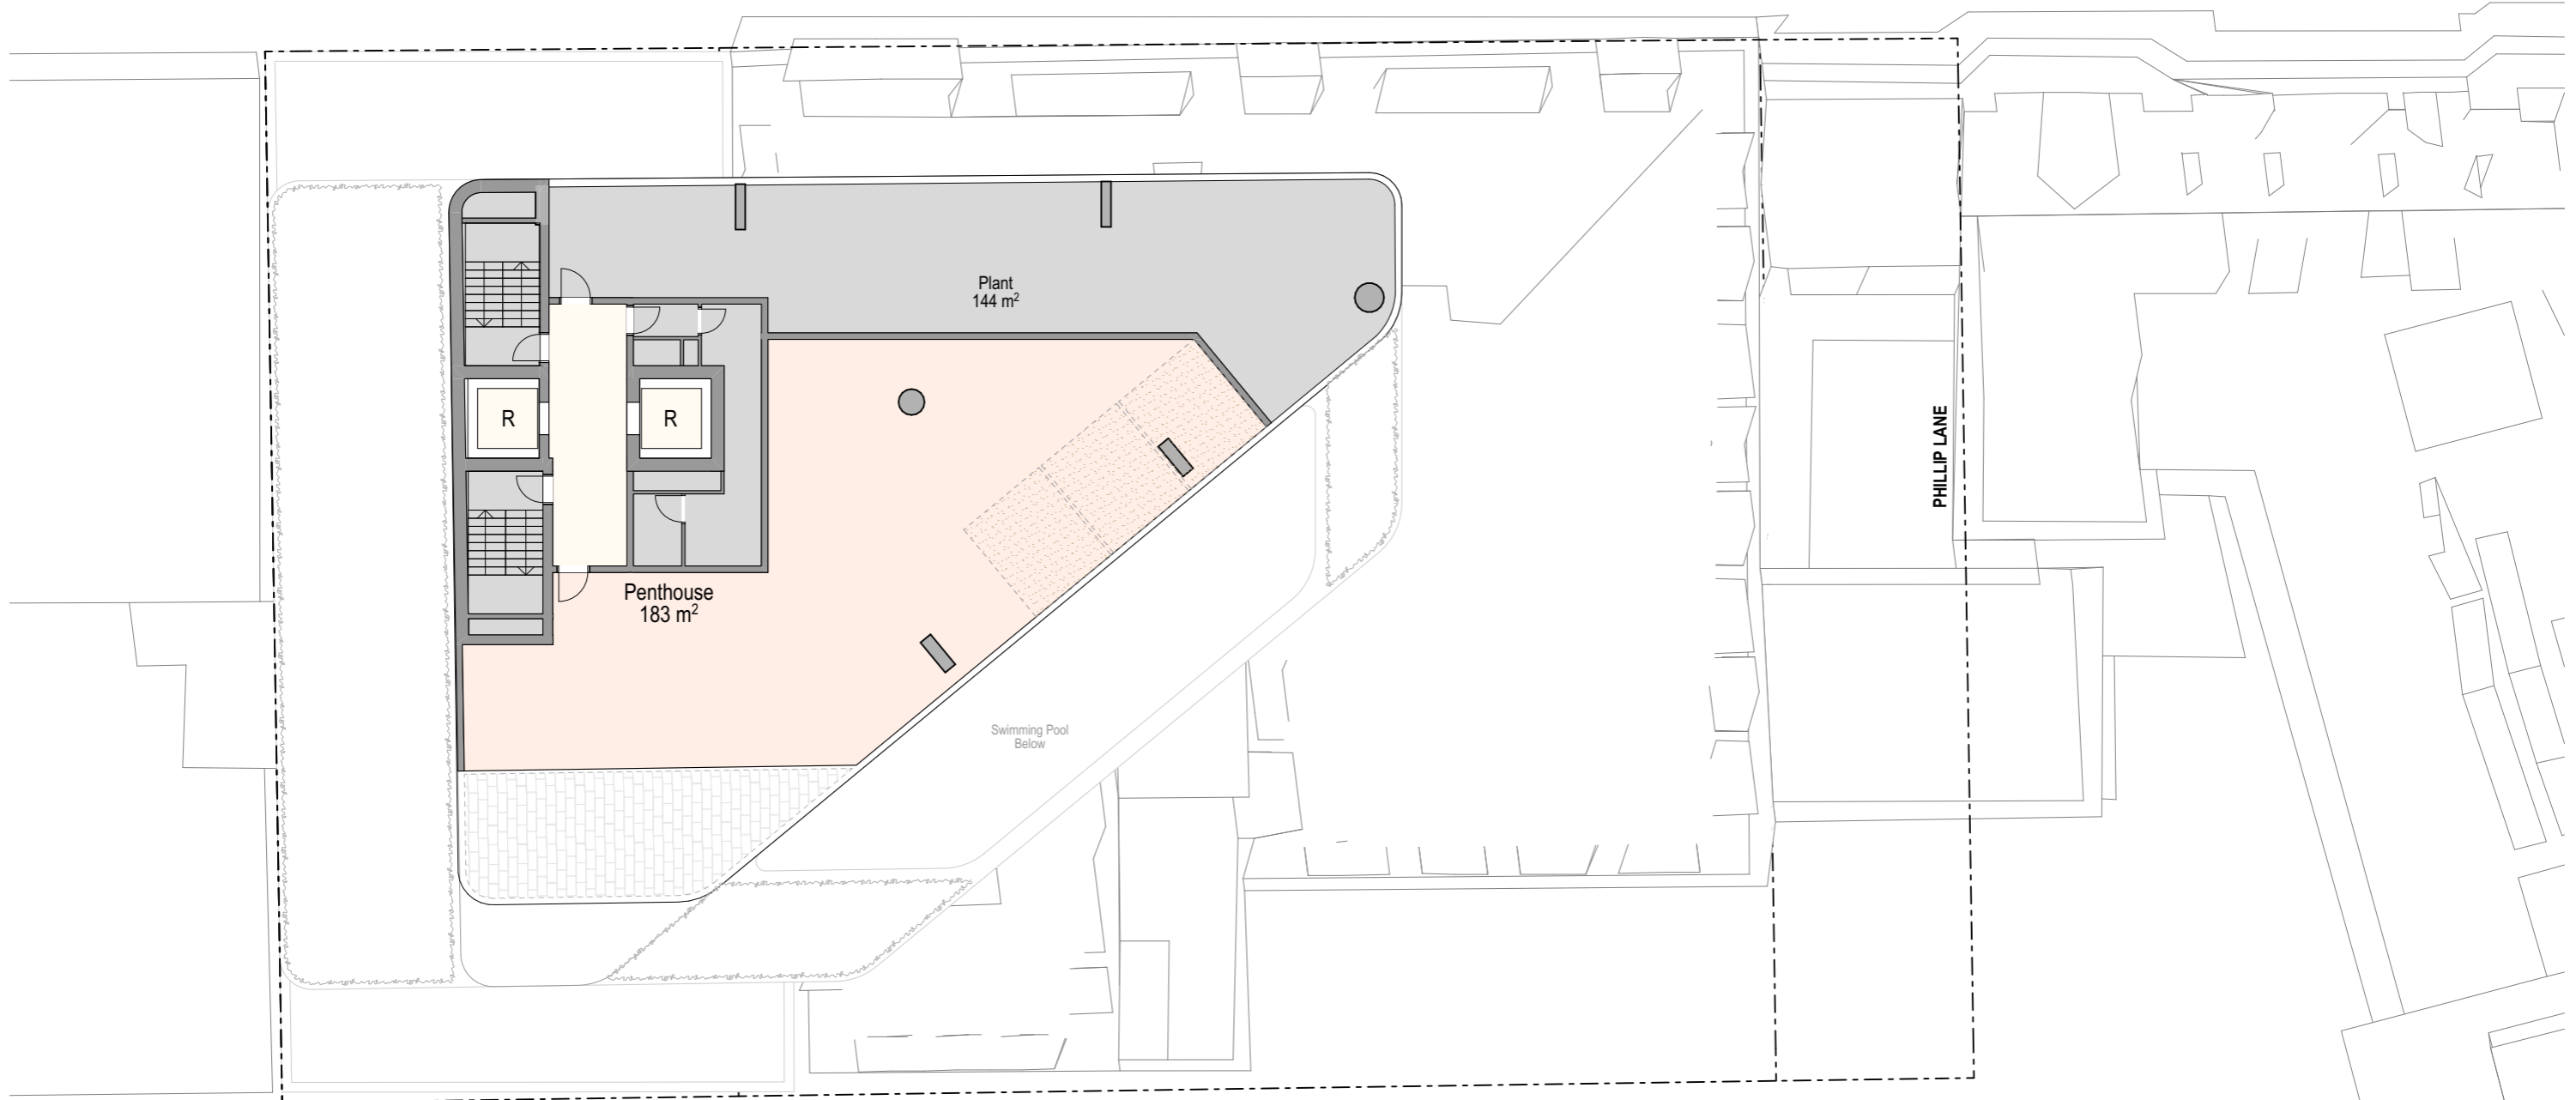 Plant
144 m²
R
R
PHILLIP LANE
Penthouse
183 m²
Swimming Pool
Below